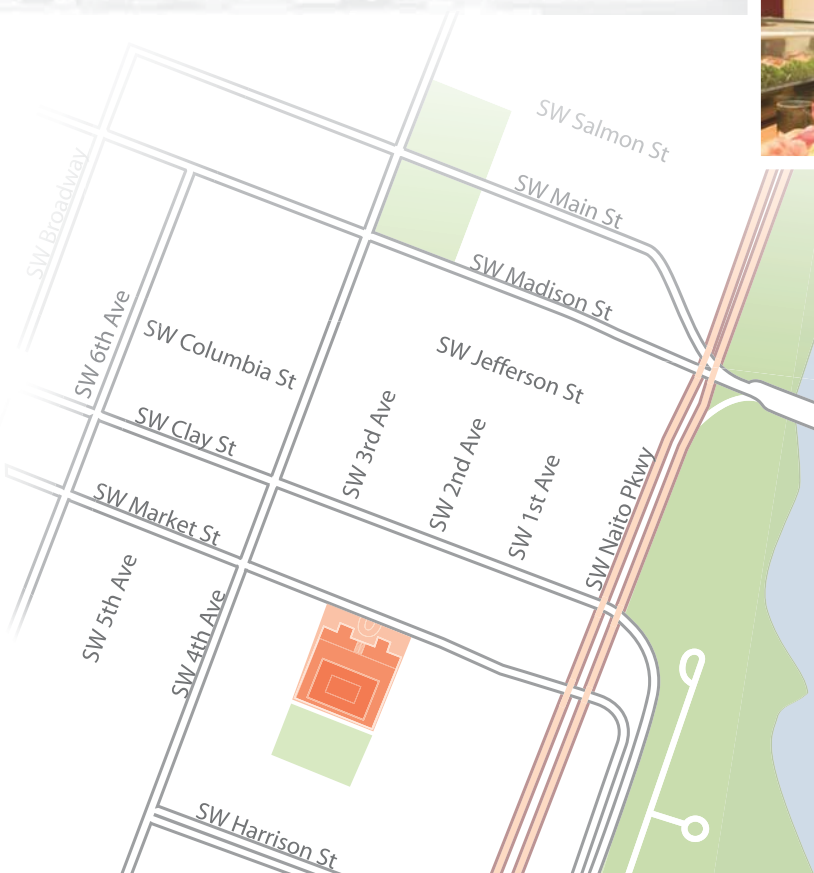 SW Salmon St
SW Main St
SW Broadway
SW Madison St
SW 6th Ave
SW Columbia St
SW Jefferson St
SW Clay St
SW 3rd Ave
SW 2nd Ave
SW 1st Ave
SW Naito Pkwy
SW Market St
SW 5th Ave
SW 4th Ave
SW Harrison St